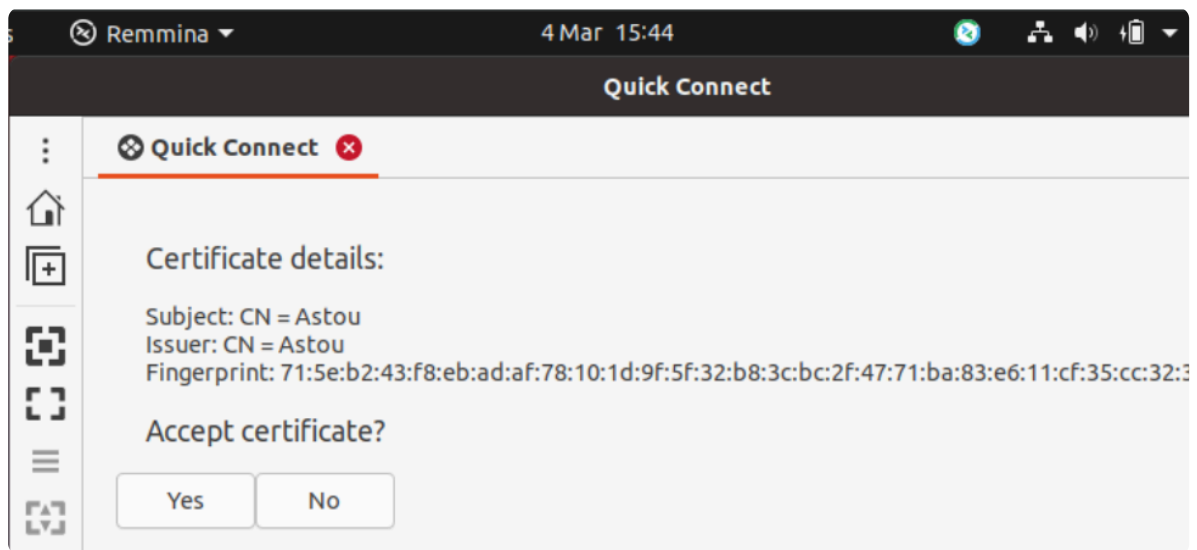 Remmina
4 Mar 15:44
Quick Connect
Quick Connect
Certificate details:
Subject: CN = Astou
Issuer: CN = Astou
Fingerprint: 71:5e:b2:43:f8:eb:ad:af:78:10:1d:9f:5f:32:b8:3c:bc:2f:47:71:ba:83:e6:11:cf:35:cc:32:
Accept certificate?
Yes
No